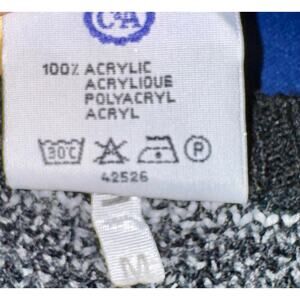 C&A
100% ACRYLIC
ACRYLIQUE
POLYACRYL
ACRYL
30°C P
42526
M